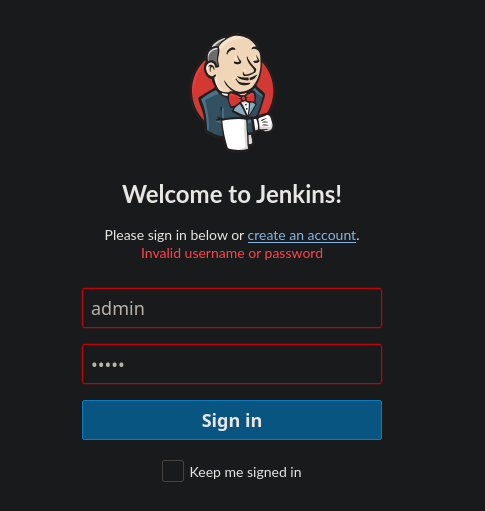 Welcome to Jenkins!
Please sign in below or create an account.
Invalid username or password
admin
•••••
Sign in
Keep me signed in